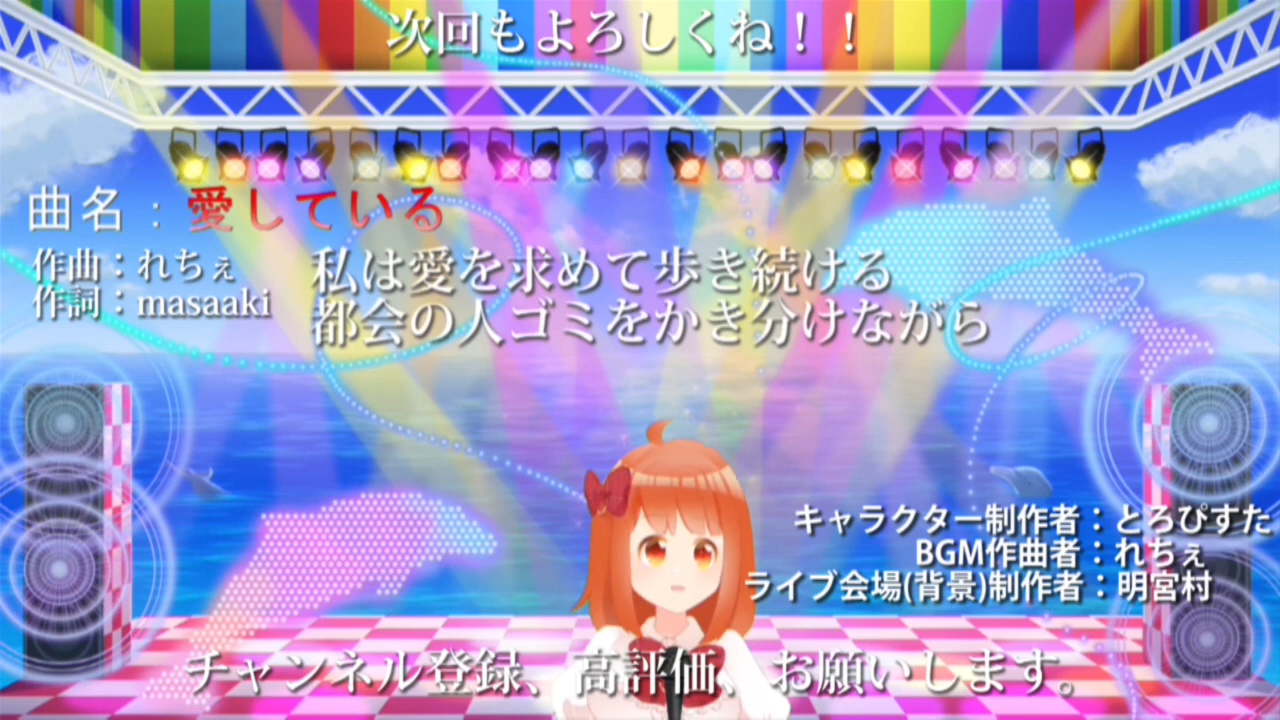 次回もよろしくね！！
曲名：愛している
作曲：れちぇ
作詞：masaaki
私は愛を求めて歩き続ける
都会の人ゴミをかき分けながら
キャラクター制作者：とろぴすた
BGM作曲者：れちぇ
ライブ会場(背景)制作者：明宮村
チャンネル登録、高評価、お願いします。